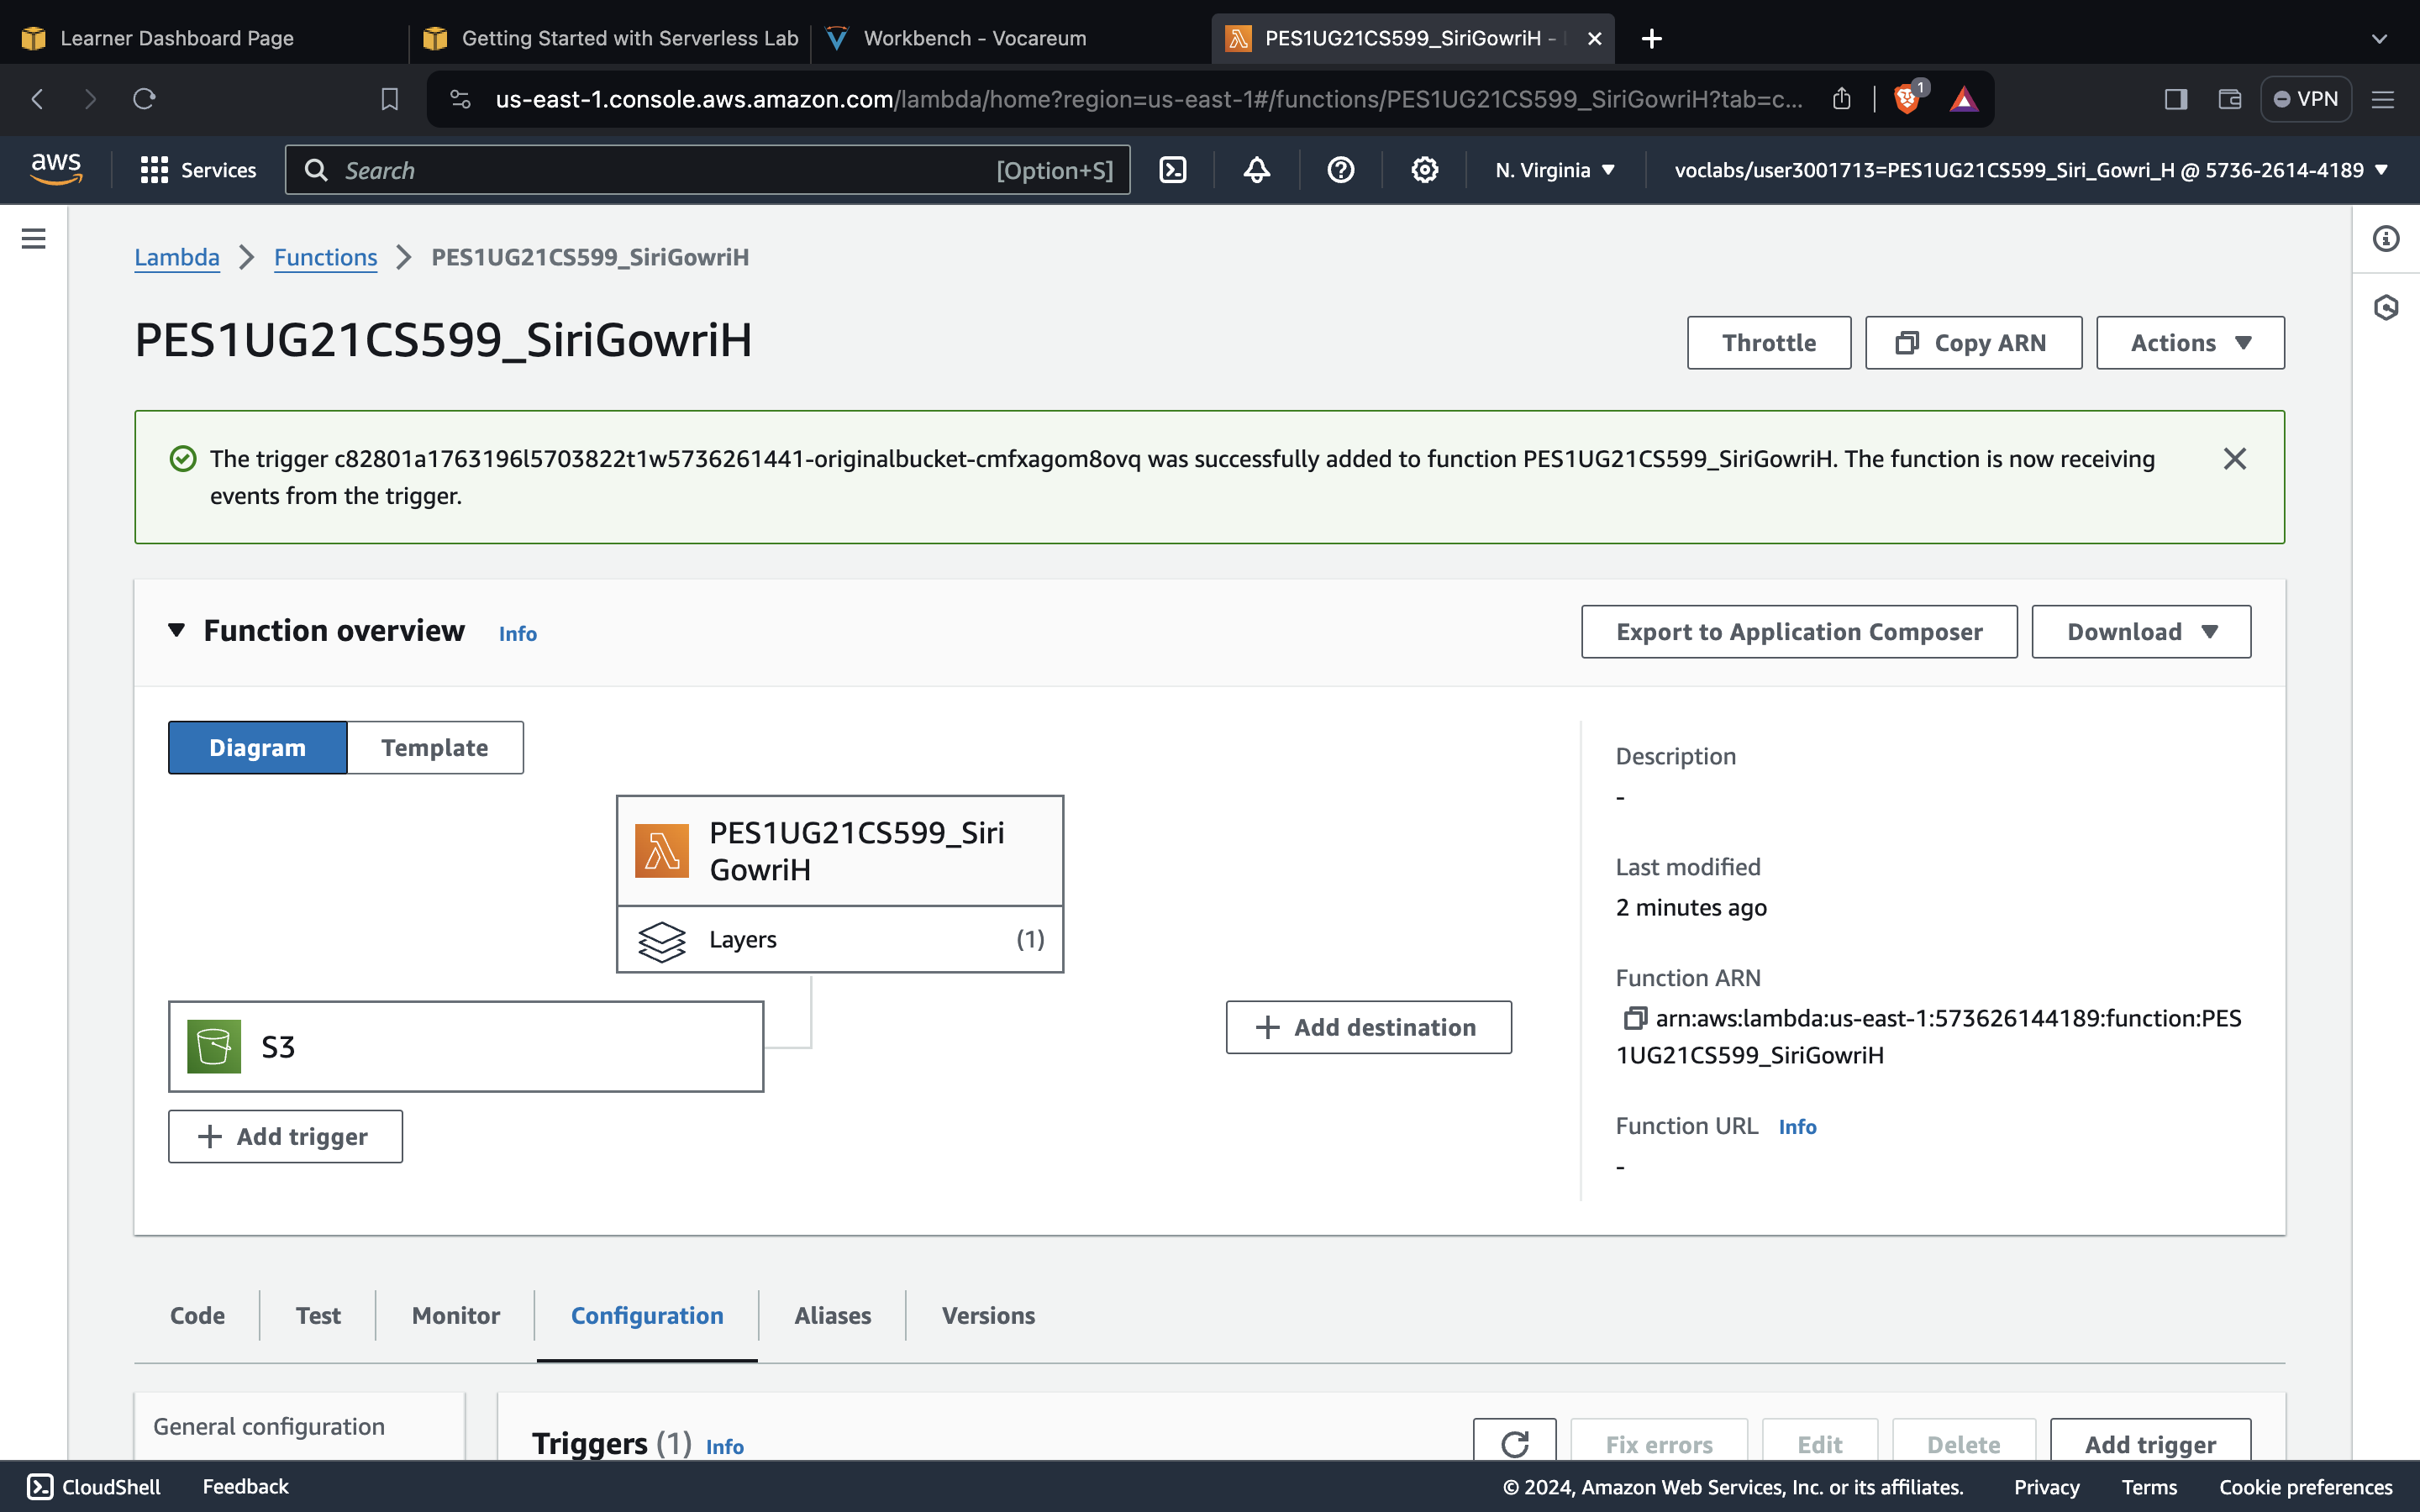 Learner Dashboard Page
Getting Started with Serverless Lab
Workbench - Vocareum
PES1UG21CS599_SiriGowriH -
us-east-1.console.aws.amazon.com/lambda/home?region=us-east-1#/functions/PES1UG21CS599_SiriGowriH?tab=c...
1
VPN
aws
Services
Search
[Option+S]
N. Virginia
voclabs/user3001713=PES1UG21CS599_Siri_Gowri_H @ 5736-2614-4189
Lambda
Functions
PES1UG21CS599_SiriGowriH
PES1UG21CS599_SiriGowriH
Throttle
Copy ARN
Actions
The trigger c82801a1763196l5703822t1w5736261441-originalbucket-cmfxagom8ovq was successfully added to function PES1UG21CS599_SiriGowriH. The function is now receiving
events from the trigger.
Function overview
Info
Export to Application Composer
Download
Diagram
Template
PES1UG21CS599_Siri
GowriH
Layers
(1)
S3
Add trigger
Add destination
Description
-
Last modified
2 minutes ago
Function ARN
arn:aws:lambda:us-east-1:573626144189:function:PES
1UG21CS599_SiriGowriH
Function URL
Info
-
Code
Test
Monitor
Configuration
Aliases
Versions
General configuration
Triggers (1)
Info
Fix errors
Edit
Delete
Add trigger
CloudShell
Feedback
© 2024, Amazon Web Services, Inc. or its affiliates.
Privacy
Terms
Cookie preferences